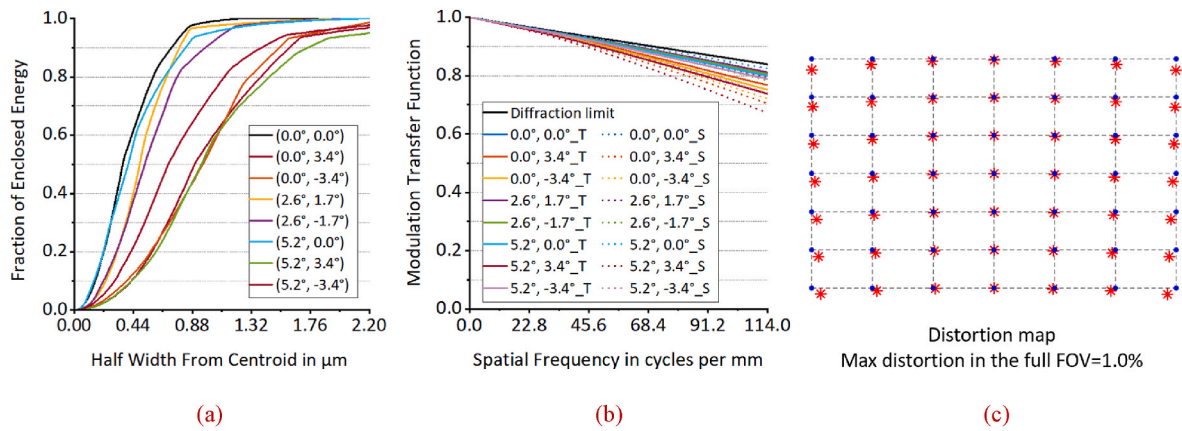 Fraction of Enclosed Energy
1.0
0.8
0.6
0.4
0.2
0.0
0.00 0.44 0.88 1.32 1.76 2.20
Half Width From Centroid in µm
(0.0°, 0.0°)
(0.0°, 3.4°)
(0.0°, -3.4°)
(2.6°, 1.7°)
(2.6°, -1.7°)
(5.2°, 0.0°)
(5.2°, 3.4°)
(5.2°, -3.4°)
(a)
Modulation Transfer Function
1.0
0.8
0.6
0.4
0.2
0.0
0.0 22.8 45.6 68.4 91.2 114.0
Spatial Frequency in cycles per mm
Diffraction limit
0.0°, 0.0°_T 0.0°, 0.0°_S
0.0°, 3.4°_T 0.0°, 3.4°_S
0.0°, -3.4°_T 0.0°, -3.4°_S
2.6°, 1.7°_T 2.6°, 1.7°_S
2.6°, -1.7°_T 2.6°, -1.7°_S
5.2°, 0.0°_T 5.2°, 0.0°_S
5.2°, 3.4°_T 5.2°, 3.4°_S
5.2°, -3.4°_T 5.2°, -3.4°_S
(b)
Distortion map
Max distortion in the full FOV=1.0%
(c)